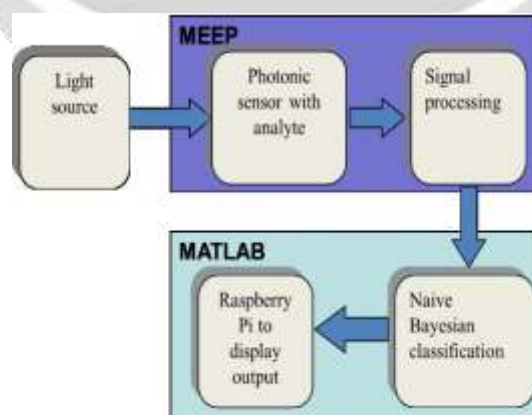 MEEP
Light
source
Photonic
sensor with
analyte
Signal
processing
MATLAB
Raspberry
Pi to
display
output
Naive
Bayesian
classification